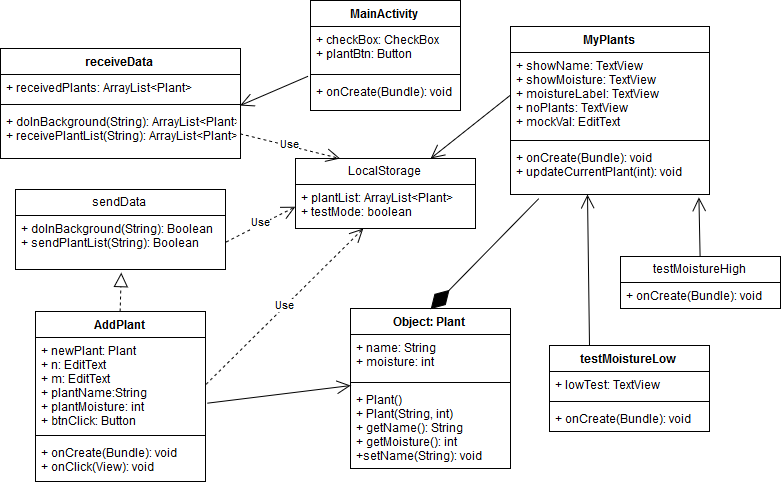 MainActivity
+ checkBox: CheckBox
+ plantBtn: Button
+ onCreate(Bundle): void
receiveData
+ receivedPlants: ArrayList<Plant>
+ doInBackground(String): ArrayList<Plant>
+ receivePlantList(String): ArrayList<Plant>
MyPlants
+ showName: TextView
+ showMoisture: TextView
+ moistureLabel: TextView
+ noPlants: TextView
+ mockVal: EditText
+ onCreate(Bundle): void
+ updateCurrentPlant(int): void
Use
LocalStorage
+ plantList: ArrayList<Plant>
+ testMode: boolean
sendData
+ doInBackground(String): Boolean
+ sendPlantList(String): Boolean
Use
Use
testMoistureHigh
+ onCreate(Bundle): void
AddPlant
+ newPlant: Plant
+ n: EditText
+ m: EditText
+ plantName:String
+ plantMoisture: int
+ btnClick: Button
+ onCreate(Bundle): void
+ onClick(View): void
Object: Plant
+ name: String
+ moisture: int
+ Plant()
+ Plant(String, int)
+ getName(): String
+ getMoisture(): int
+setName(String): void
testMoistureLow
+ lowTest: TextView
+ onCreate(Bundle): void